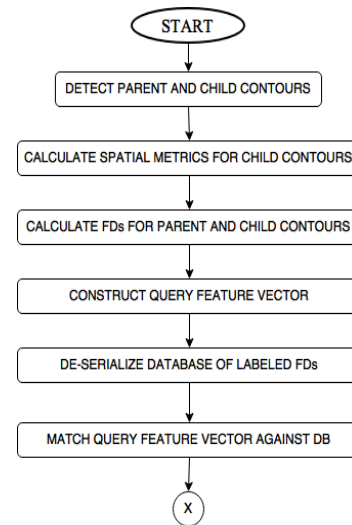 START
DETECT PARENT AND CHILD CONTOURS
CALCULATE SPATIAL METRICS FOR CHILD CONTOURS
CALCULATE FDs FOR PARENT AND CHILD CONTOURS
CONSTRUCT QUERY FEATURE VECTOR
DE-SERIALIZE DATABASE OF LABELED FDs
MATCH QUERY FEATURE VECTOR AGAINST DB
X